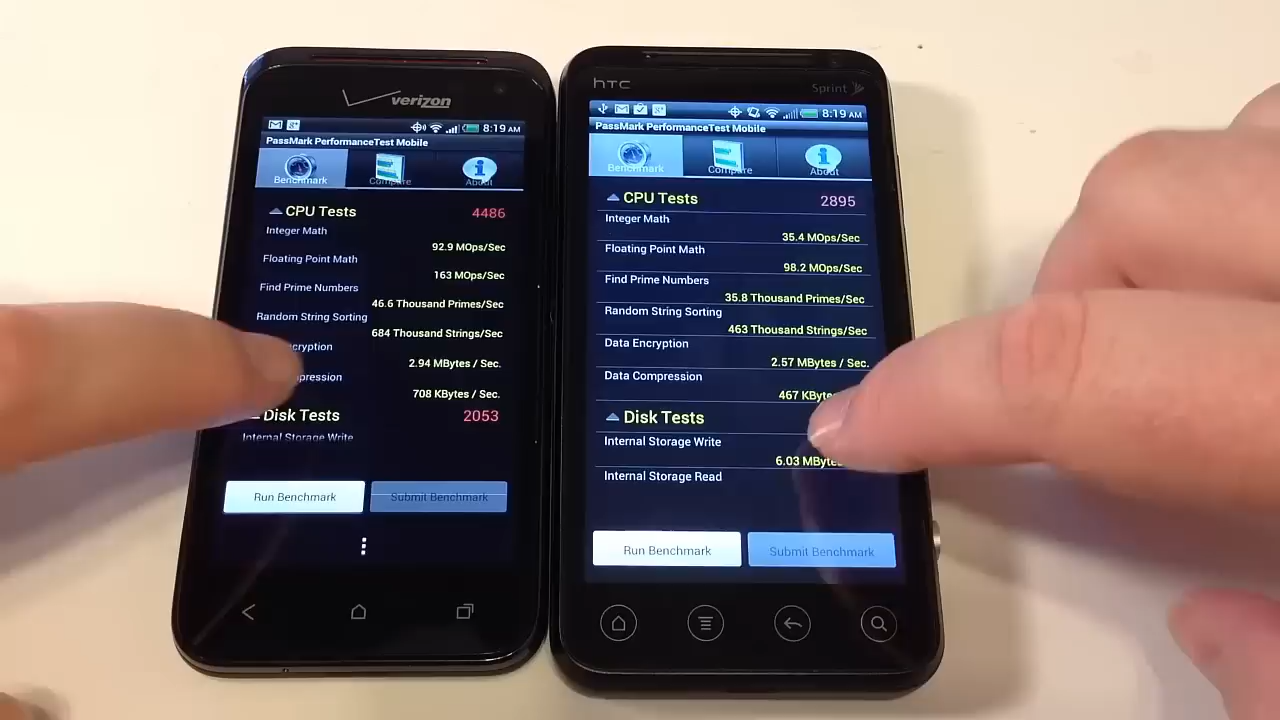 verizon
8:19 AM
PassMark PerformanceTest Mobile
Benchmark
Compare
About
CPU Tests
4486
Integer Math
92.9 MOps/Sec
Floating Point Math
163 MOps/Sec
Find Prime Numbers
46.6 Thousand Primes/Sec
Random String Sorting
684 Thousand Strings/Sec
2.94 MBytes / Sec.
708 KBytes / Sec.
Disk Tests
2053
Internal Storage Write
Run Benchmark
Submit Benchmark
hTC
Sprint
8:19 AM
PassMark PerformanceTest Mobile
Benchmark
Compare
About
CPU Tests
2895
Integer Math
35.4 MOps/Sec
Floating Point Math
98.2 MOps/Sec
Find Prime Numbers
35.8 Thousand Primes/Sec
Random String Sorting
463 Thousand Strings/Sec
Data Encryption
2.57 MBytes / Sec.
Data Compression
467
Disk Tests
Internal Storage Write
6.03
Internal Storage Read
Run Benchmark
Submit Benchmark